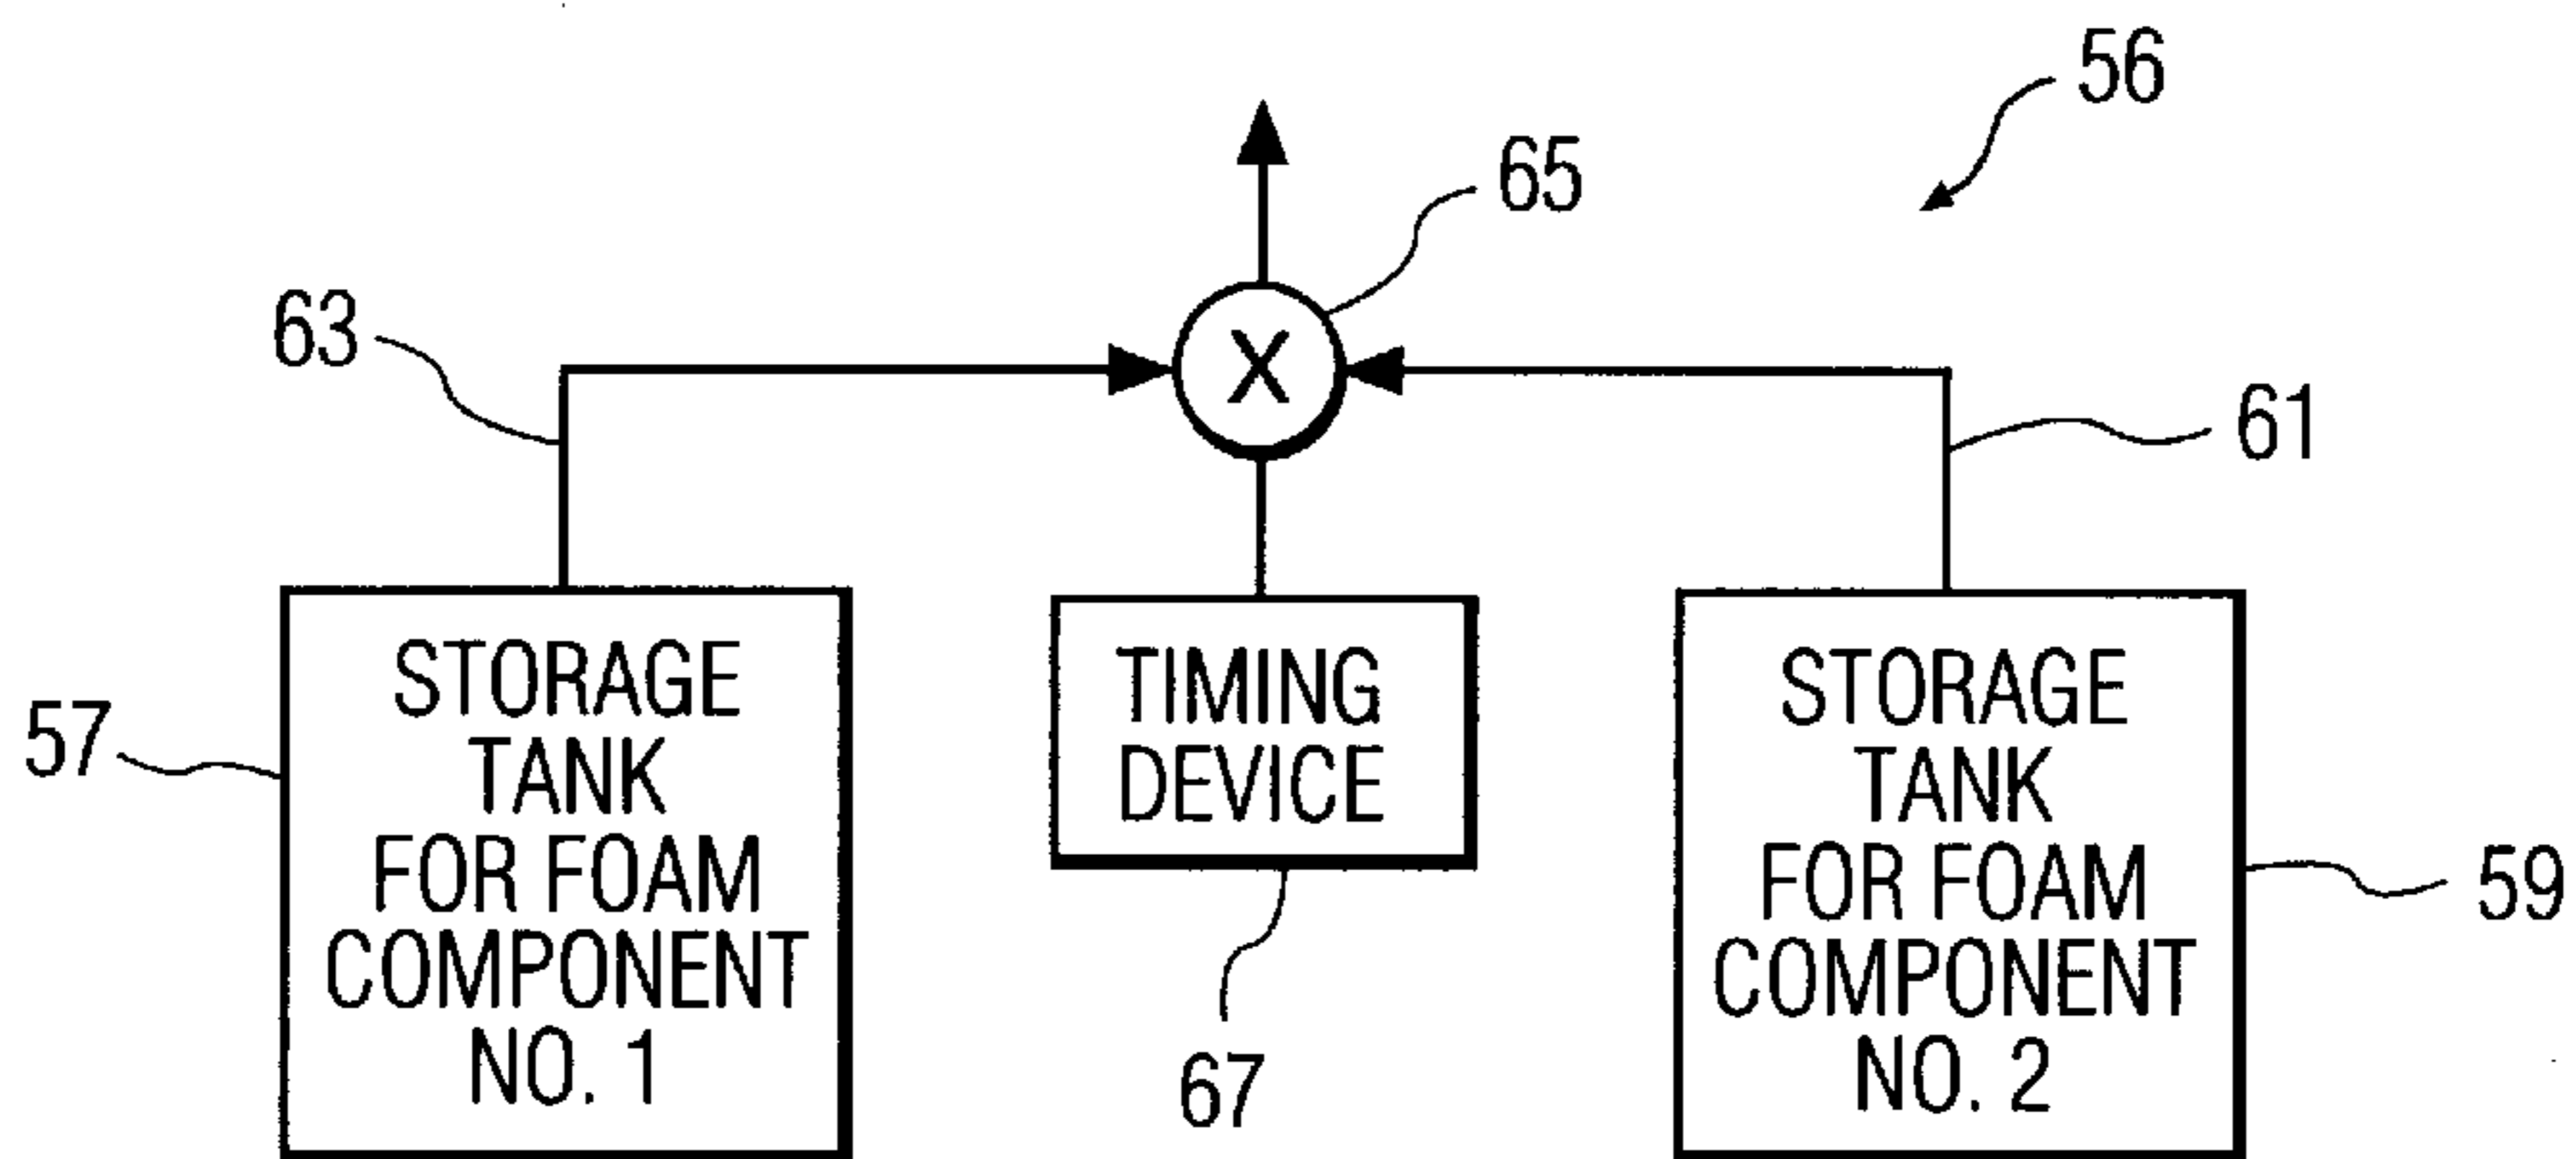 56
65
63
X
61
57
STORAGE
TANK
FOR FOAM
COMPONENT
NO. 1
TIMING
DEVICE
67
STORAGE
TANK
FOR FOAM
COMPONENT
NO. 2
59